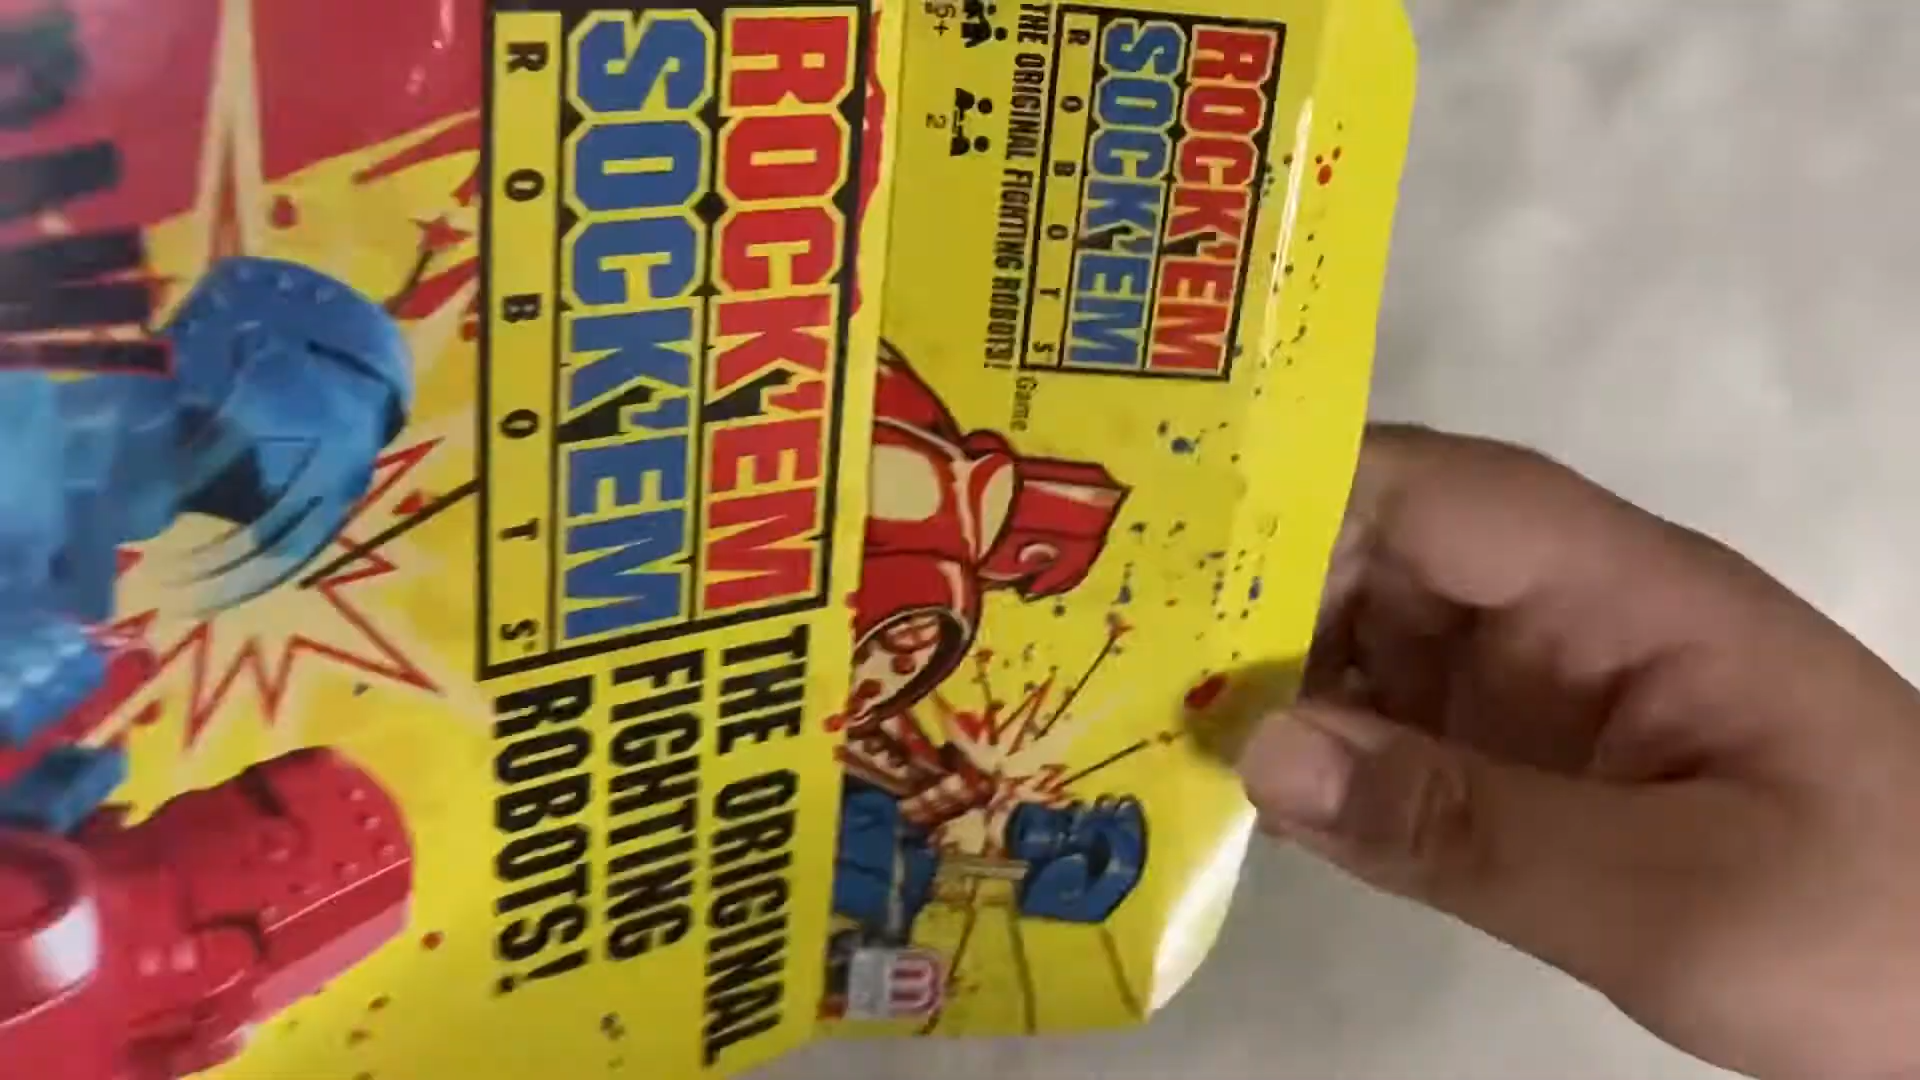 ROCK'EM
SOCK'EM
ROBOTS
THE ORIGINAL
FIGHTING
ROBOTS!
ROCK'EM
SOCK'EM
ROBOTS
Game
THE ORIGINAL FIGHTING ROBOTS!
6+
2